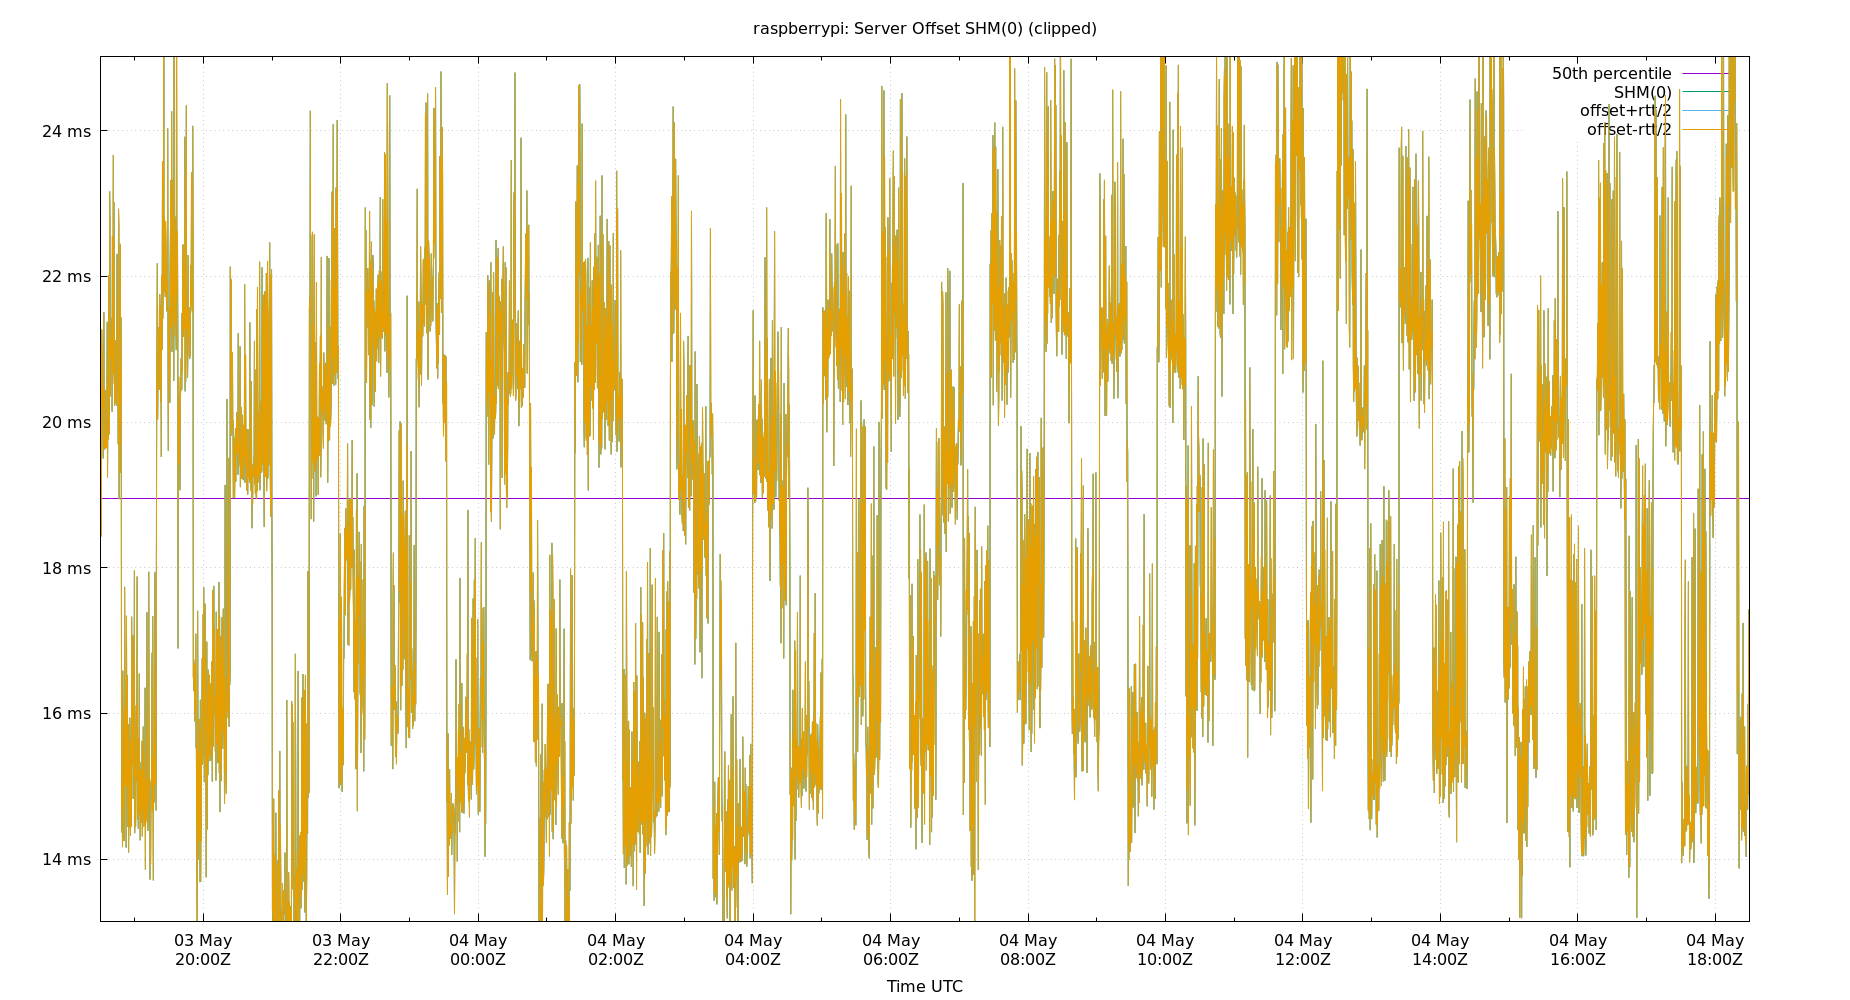 raspberrypi: Server Offset SHM(0) (clipped)
50th percentile
SHM(0)
offset+rtt/2
offset-rtt/2
24 ms
22 ms
20 ms
18 ms
16 ms
14 ms
03 May 03 May 04 May 04 May 04 May 04 May 04 May 04 May 04 May 04 May 04 May 04 May
20:00Z 22:00Z 00:00Z 02:00Z 04:00Z 06:00Z 08:00Z 10:00Z 12:00Z 14:00Z 16:00Z 18:00Z
Time UTC